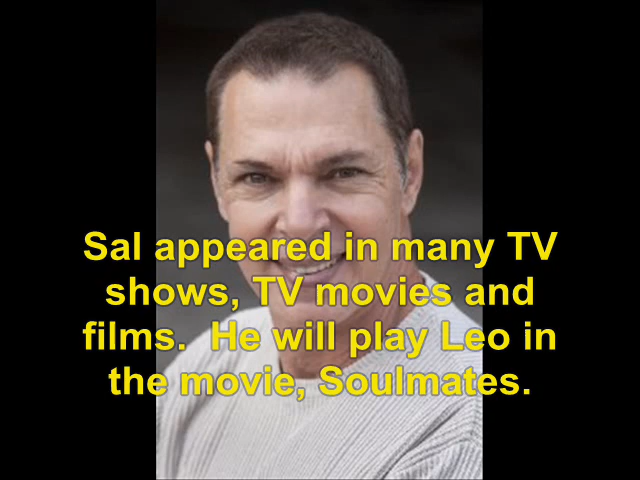 Sal appeared in many TV
shows, TV movies and
films.  He will play Leo in
the movie, Soulmates.